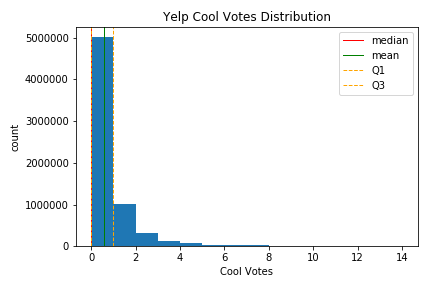 Yelp Cool Votes Distribution
median
mean
Q1
Q3
count
5000000
4000000
3000000
2000000
1000000
0
0 2 4 6 8 10 12 14
Cool Votes